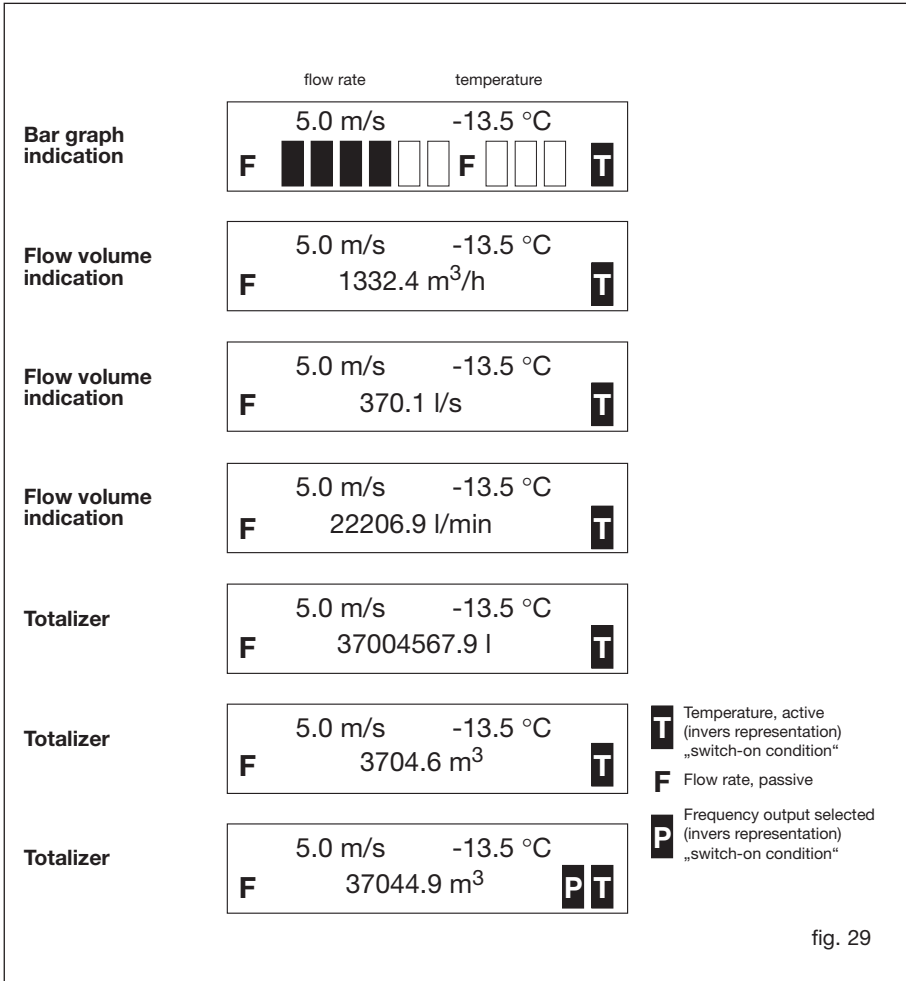 flow rate temperature
Bar graph
indication
5.0 m/s -13.5 °C
F F T
Flow volume
indication
5.0 m/s -13.5 °C
F 1332.4 m³/h T
Flow volume
indication
5.0 m/s -13.5 °C
F 370.1 l/s T
Flow volume
indication
5.0 m/s -13.5 °C
F 22206.9 l/min T
Totalizer
5.0 m/s -13.5 °C
F 37004567.9 l T
Totalizer
5.0 m/s -13.5 °C
F 3704.6 m³ T
Totalizer
5.0 m/s -13.5 °C
F 37044.9 m³ P T
T Temperature, active
(invers representation)
„switch-on condition“
F Flow rate, passive
P Frequency output selected
(invers representation)
„switch-on condition“
fig. 29